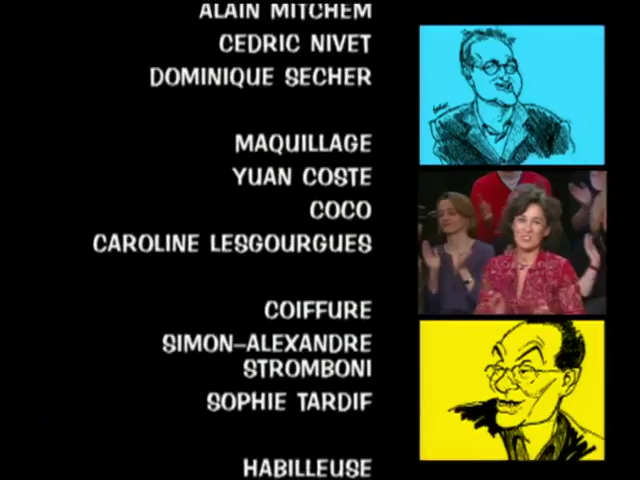 ALAIN MITCHEM
CEDRIC NIVET
DOMINIQUE SECHER
MAQUILLAGE
YUAN COSTE
COCO
CAROLINE LESGOURGUES
COIFFURE
SIMON–ALEXANDRE
STROMBONI
SOPHIE TARDIF
HABILLEUSE